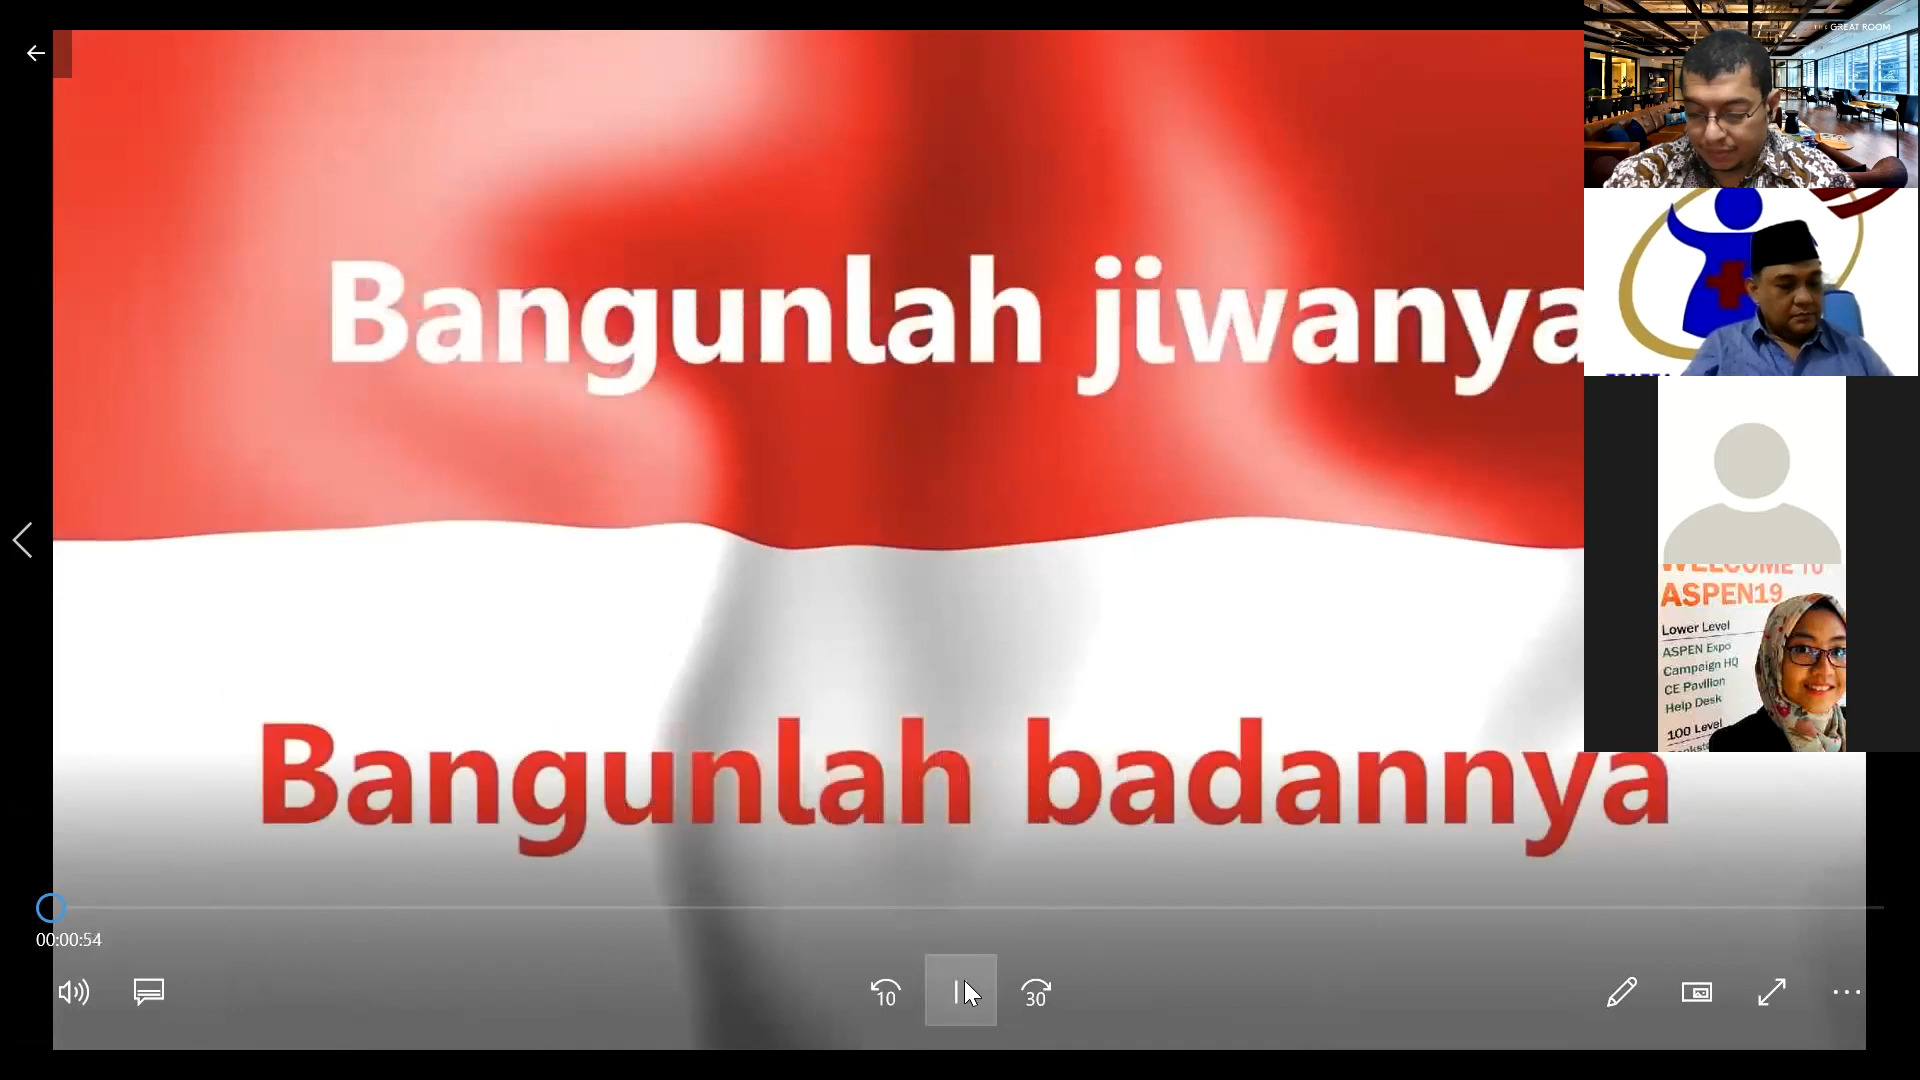 THE GREAT ROOM
Bangunlah jiwanya
WELCOME TO
ASPEN19
Lower Level
ASPEN Expo
Campaign HQ
CE Pavilion
Help Desk
100 Level
Bangunlah badannya
00:00:54
10
30